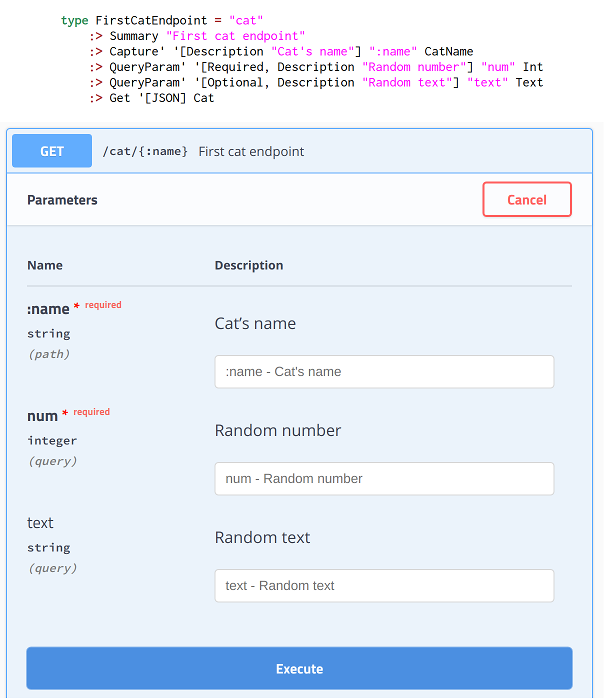 type FirstCatEndpoint = "cat"
:> Summary "First cat endpoint"
:> Capture' '[Description "Cat's name"] ":name" CatName
:> QueryParam' '[Required, Description "Random number"] "num" Int
:> QueryParam' '[Optional, Description "Random text"] "text" Text
:> Get '[JSON] Cat
GET /cat/{:name} First cat endpoint
Parameters Cancel
Name Description
:name * required
string
(path)
Cat’s name
:name - Cat's name
num * required
integer
(query)
Random number
num - Random number
text
string
(query)
Random text
text - Random text
Execute